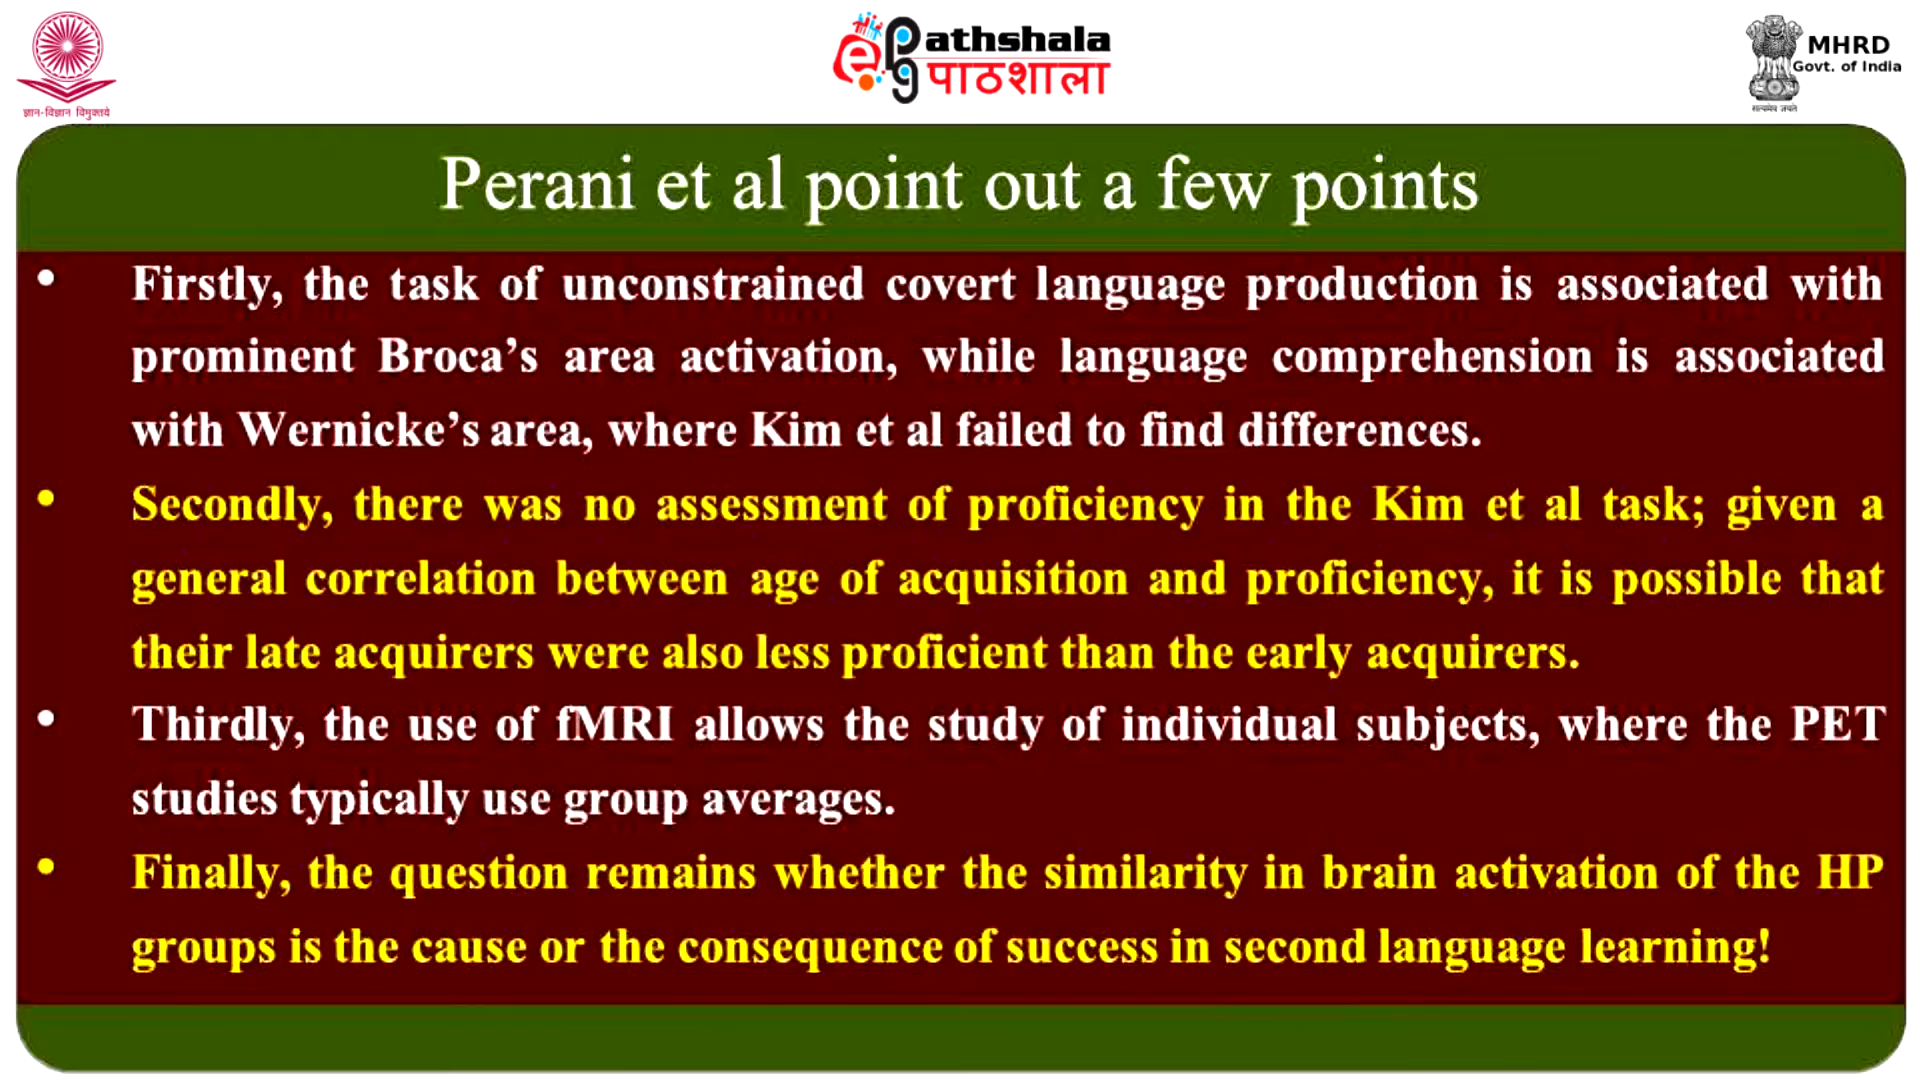 ज्ञान-विज्ञान विमुक्तये
ePG Pathshala
पाठशाला
MHRD
Govt. of India
सत्यमेव जयते
Perani et al point out a few points
• Firstly, the task of unconstrained covert language production is associated with
prominent Broca’s area activation, while language comprehension is associated
with Wernicke’s area, where Kim et al failed to find differences.
• Secondly, there was no assessment of proficiency in the Kim et al task; given a
general correlation between age of acquisition and proficiency, it is possible that
their late acquirers were also less proficient than the early acquirers.
• Thirdly, the use of fMRI allows the study of individual subjects, where the PET
studies typically use group averages.
• Finally, the question remains whether the similarity in brain activation of the HP
groups is the cause or the consequence of success in second language learning!